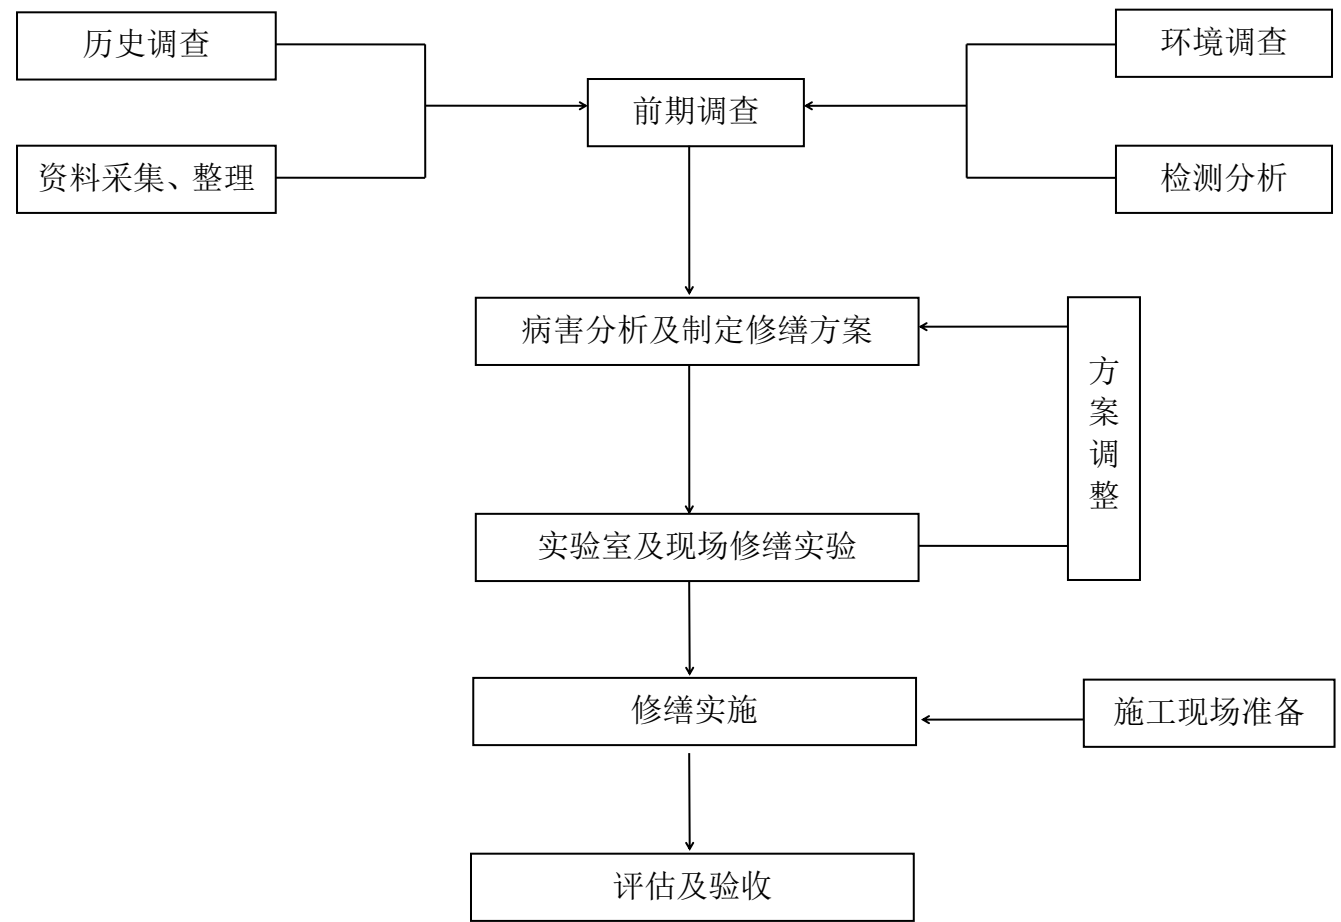 历史调查
环境调查
前期调查
资料采集、整理
检测分析
病害分析及制定修缮方案
方案调整
实验室及现场修缮实验
修缮实施
施工现场准备
评估及验收